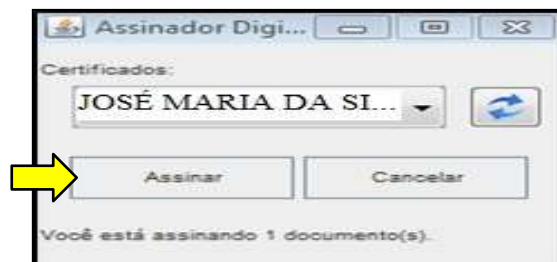 Assinador Digi...
Certificados:
JOSÉ MARIA DA SI...
Assinar Cancelar
Você está assinando 1 documento(s).